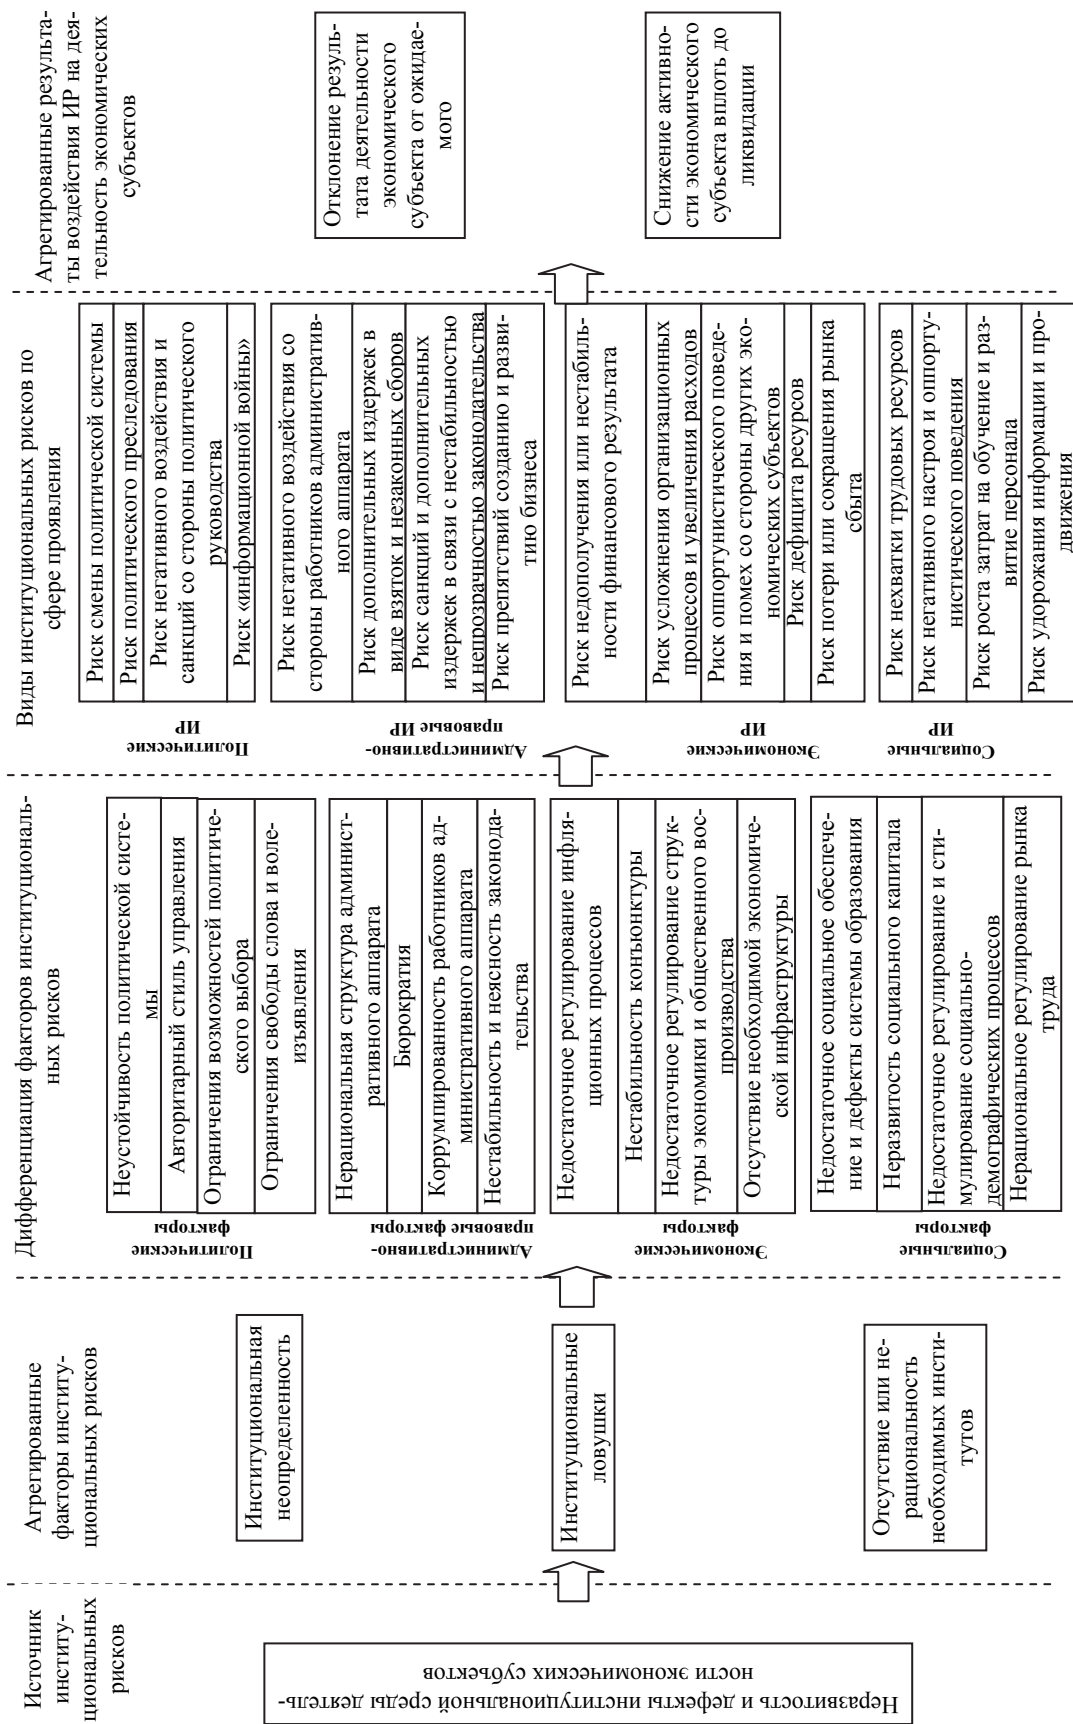 Источник
институ-
циональных
рисков
Неразвитость и дефекты институциональной среды деятель-
ности экономических субъектов
Агрегированные
факторы институ-
циональных рисков
Институциональная
неопределенность
Институциональные
ловушки
Отсутствие или не-
рациональность
необходимых инсти-
тутов
Дифференциация факторов институциональ-
ных рисков
Политические
факторы
Неустойчивость политической систе-
мы
Авторитарный стиль управления
Ограничения возможностей политиче-
ского выбора
Ограничения свободы слова и воле-
изъявления
Административно-
правовые факторы
Нерациональная структура админист-
ративного аппарата
Бюрократия
Коррумпированность работников ад-
министративного аппарата
Нестабильность и неясность законода-
тельства
Экономические
факторы
Недостаточное регулирование инфля-
ционных процессов
Нестабильность конъюнктуры
Недостаточное регулирование струк-
туры экономики и общественного вос-
производства
Отсутствие необходимой экономиче-
ской инфраструктуры
Социальные
факторы
Недостаточное социальное обеспече-
ние и дефекты системы образования
Неразвитость социального капитала
Недостаточное регулирование и сти-
мулирование социально-
демографических процессов
Нерациональное регулирование рынка
труда
Виды институциональных рисков по
сфере проявления
Политические
ИР
Риск смены политической системы
Риск политического преследования
Риск негативного воздействия и
санкций со стороны политического
руководства
Риск «информационной войны»
Административно-
правовые ИР
Риск негативного воздействия со
стороны работников административ-
ного аппарата
Риск дополнительных издержек в
виде взяток и незаконных сборов
Риск санкций и дополнительных
издержек в связи с нестабильностью
и непрозрачностью законодательства
Риск препятствий созданию и разви-
тию бизнеса
Экономические
ИР
Риск недополучения или нестабиль-
ности финансового результата
Риск усложнения организационных
процессов и увеличения расходов
Риск оппортунистического поведе-
ния и помех со стороны других эко-
номических субъектов
Риск дефицита ресурсов
Риск потери или сокращения рынка
сбыта
Социальные
ИР
Риск нехватки трудовых ресурсов
Риск негативного настроя и оппорту-
нистического поведения
Риск роста затрат на обучение и раз-
витие персонала
Риск удорожания информации и про-
движения
Агрегированные результа-
ты воздействия ИР на дея-
тельность экономических
субъектов
Отклонение резуль-
тата деятельности
экономического
субъекта от ожидае-
мого
Снижение активно-
сти экономического
субъекта вплоть до
ликвидации